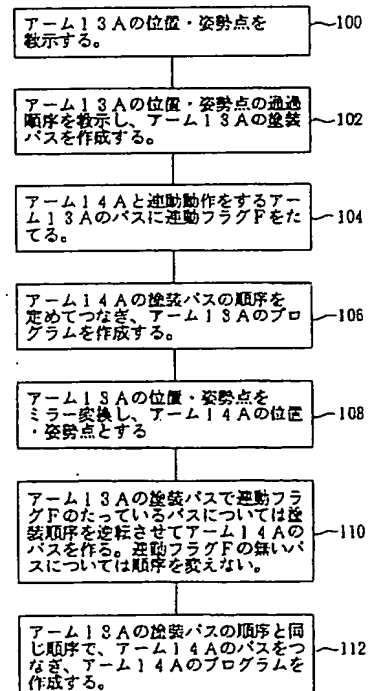 アーム13Aの位置・姿勢点を
教示する。
100
アーム13Aの位置・姿勢点の通過
順序を教示し、アーム13Aの塗装
パスを作成する。
102
アーム14Aと連動動作をするアー
ム13Aのパスに連動フラグFをた
てる。
104
アーム14Aの塗装パスの順序を
定めてつなぎ、アーム13Aのプロ
グラムを作成する。
106
アーム13Aの位置・姿勢点を
ミラー変換し、アーム14Aの位置
・姿勢点とする
108
アーム13Aの塗装パスで連動フラ
グFのたっているパスについては塗
装順序を逆転させてアーム14Aの
パスを作る。連動フラグFの無いパ
スについては順序を変えない。
110
アーム13Aの塗装パスの順序と同
じ順序で、アーム14Aのパスをつ
なぎ、アーム14Aのプログラムを
作成する。
112